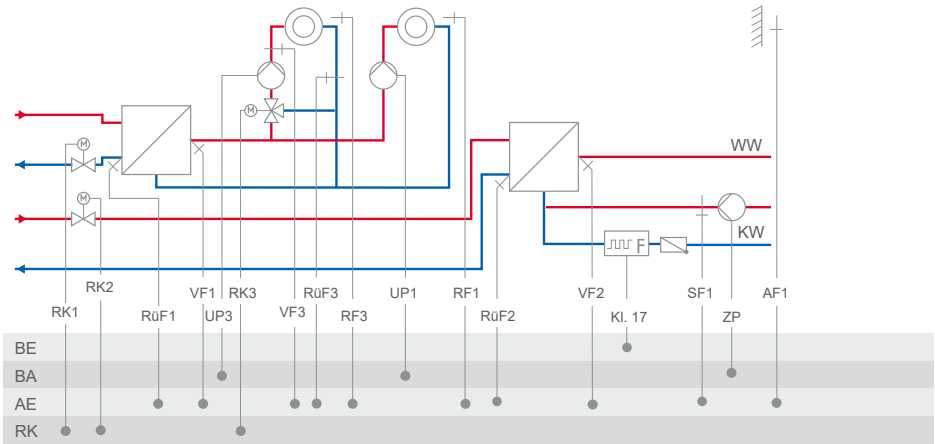 M
WW
M
M
KW
F
RK2
VF1
RK3
RüF3
UP1
RF1
VF2
SF1
AF1
RK1
RüF1
UP3
VF3
RF3
RüF2
Kl. 17
ZP
BE
BA
AE
RK